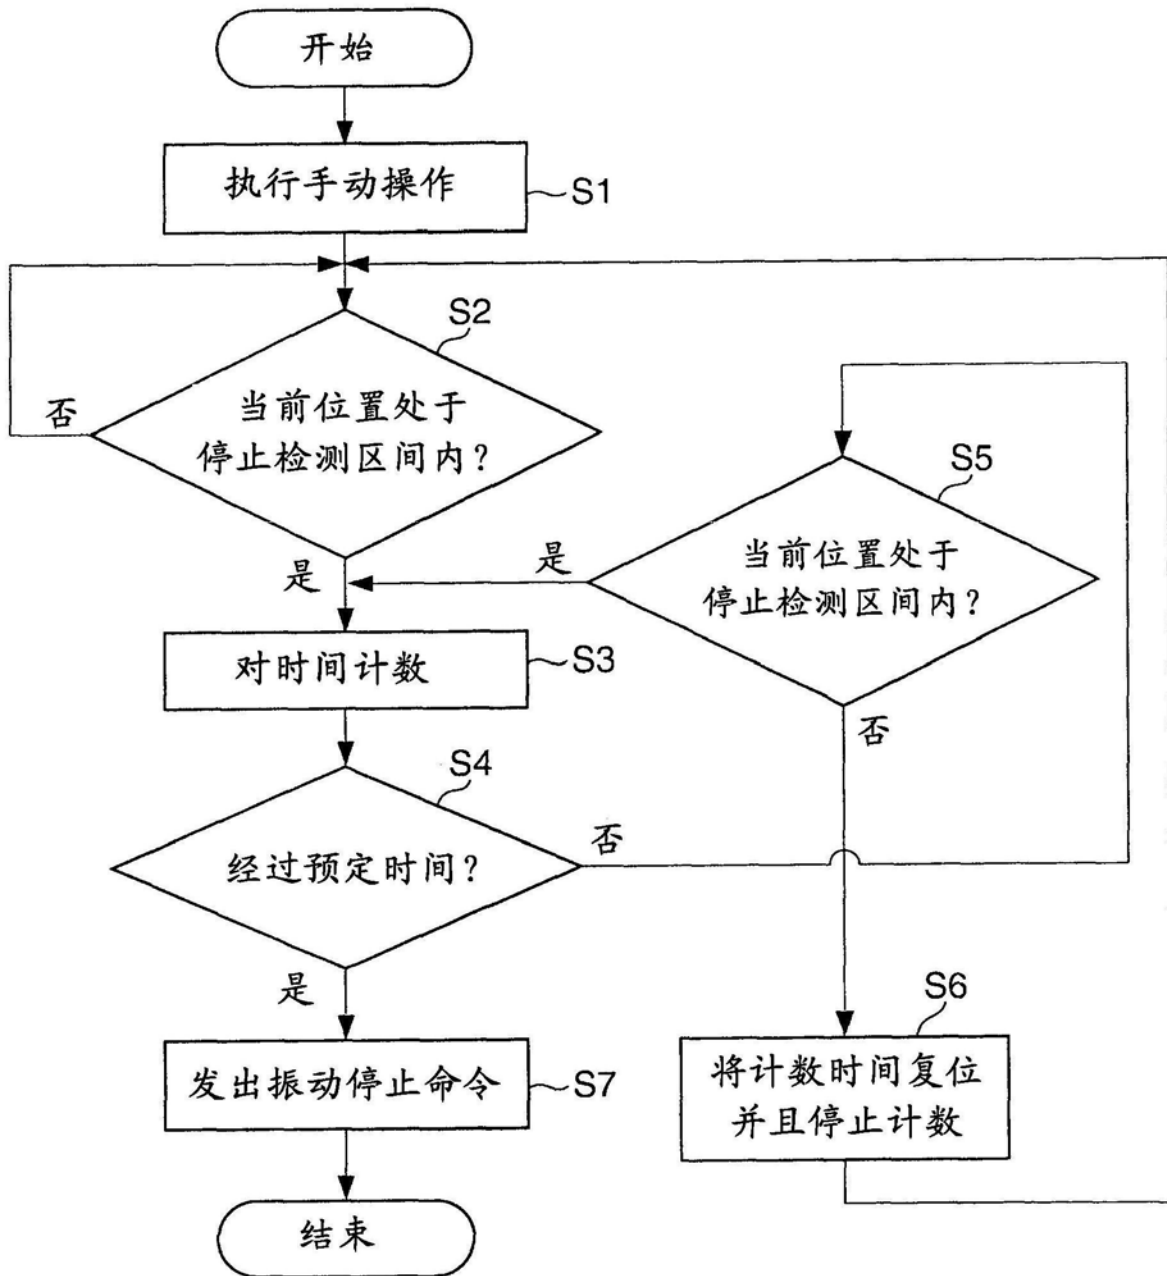 开始
执行手动操作
S1
S2
当前位置处于
停止检测区间内？
否
是
S5
当前位置处于
停止检测区间内？
是
否
对时间计数
S3
S4
经过预定时间？
否
是
S6
将计数时间复位
并且停止计数
发出振动停止命令
S7
结束